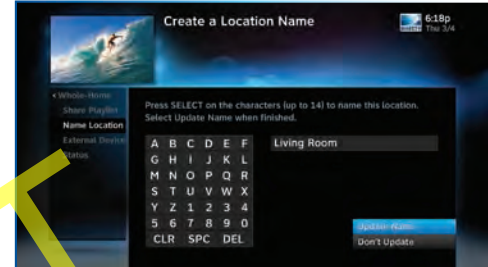 Create a Location Name
6:18p
Thu 3/4
DIRECTV
< Whole-Home
Share Playlist
Name Location
External Device
Status
Press SELECT on the characters (up to 14) to name this location.
Select Update Name when finished.
A B C D E F
G H I J K L
M N O P Q R
S T U V W X
Y Z 1 2 3 4
5 6 7 8 9 0
CLR SPC DEL
Living Room
Update Name
Don't Update